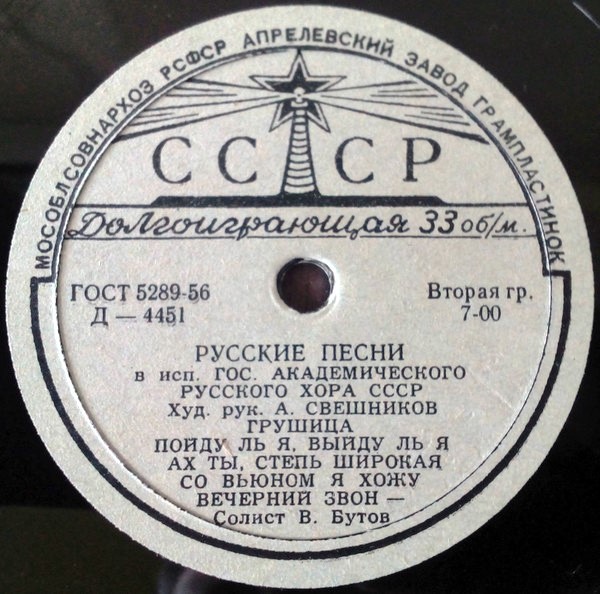 МОСОБЛСОВНАРХОЗ РСФСР АПРЕЛЕВСКИЙ ЗАВОД ГРАМПЛАСТИНОК
СССР
Долгоиграющая 33 об/м.
ГОСТ 5289-56
Д — 4451
Вторая гр.
7-00
РУССКИЕ ПЕСНИ
в исп. ГОС. АКАДЕМИЧЕСКОГО
РУССКОГО ХОРА СССР
Худ. рук. А. СВЕШНИКОВ
ГРУШИЦА
ПОЙДУ ЛЬ Я, ВЫЙДУ ЛЬ Я
АХ ТЫ, СТЕПЬ ШИРОКАЯ
СО ВЬЮНОМ Я ХОЖУ
ВЕЧЕРНИЙ ЗВОН —
Солист В. Бутов